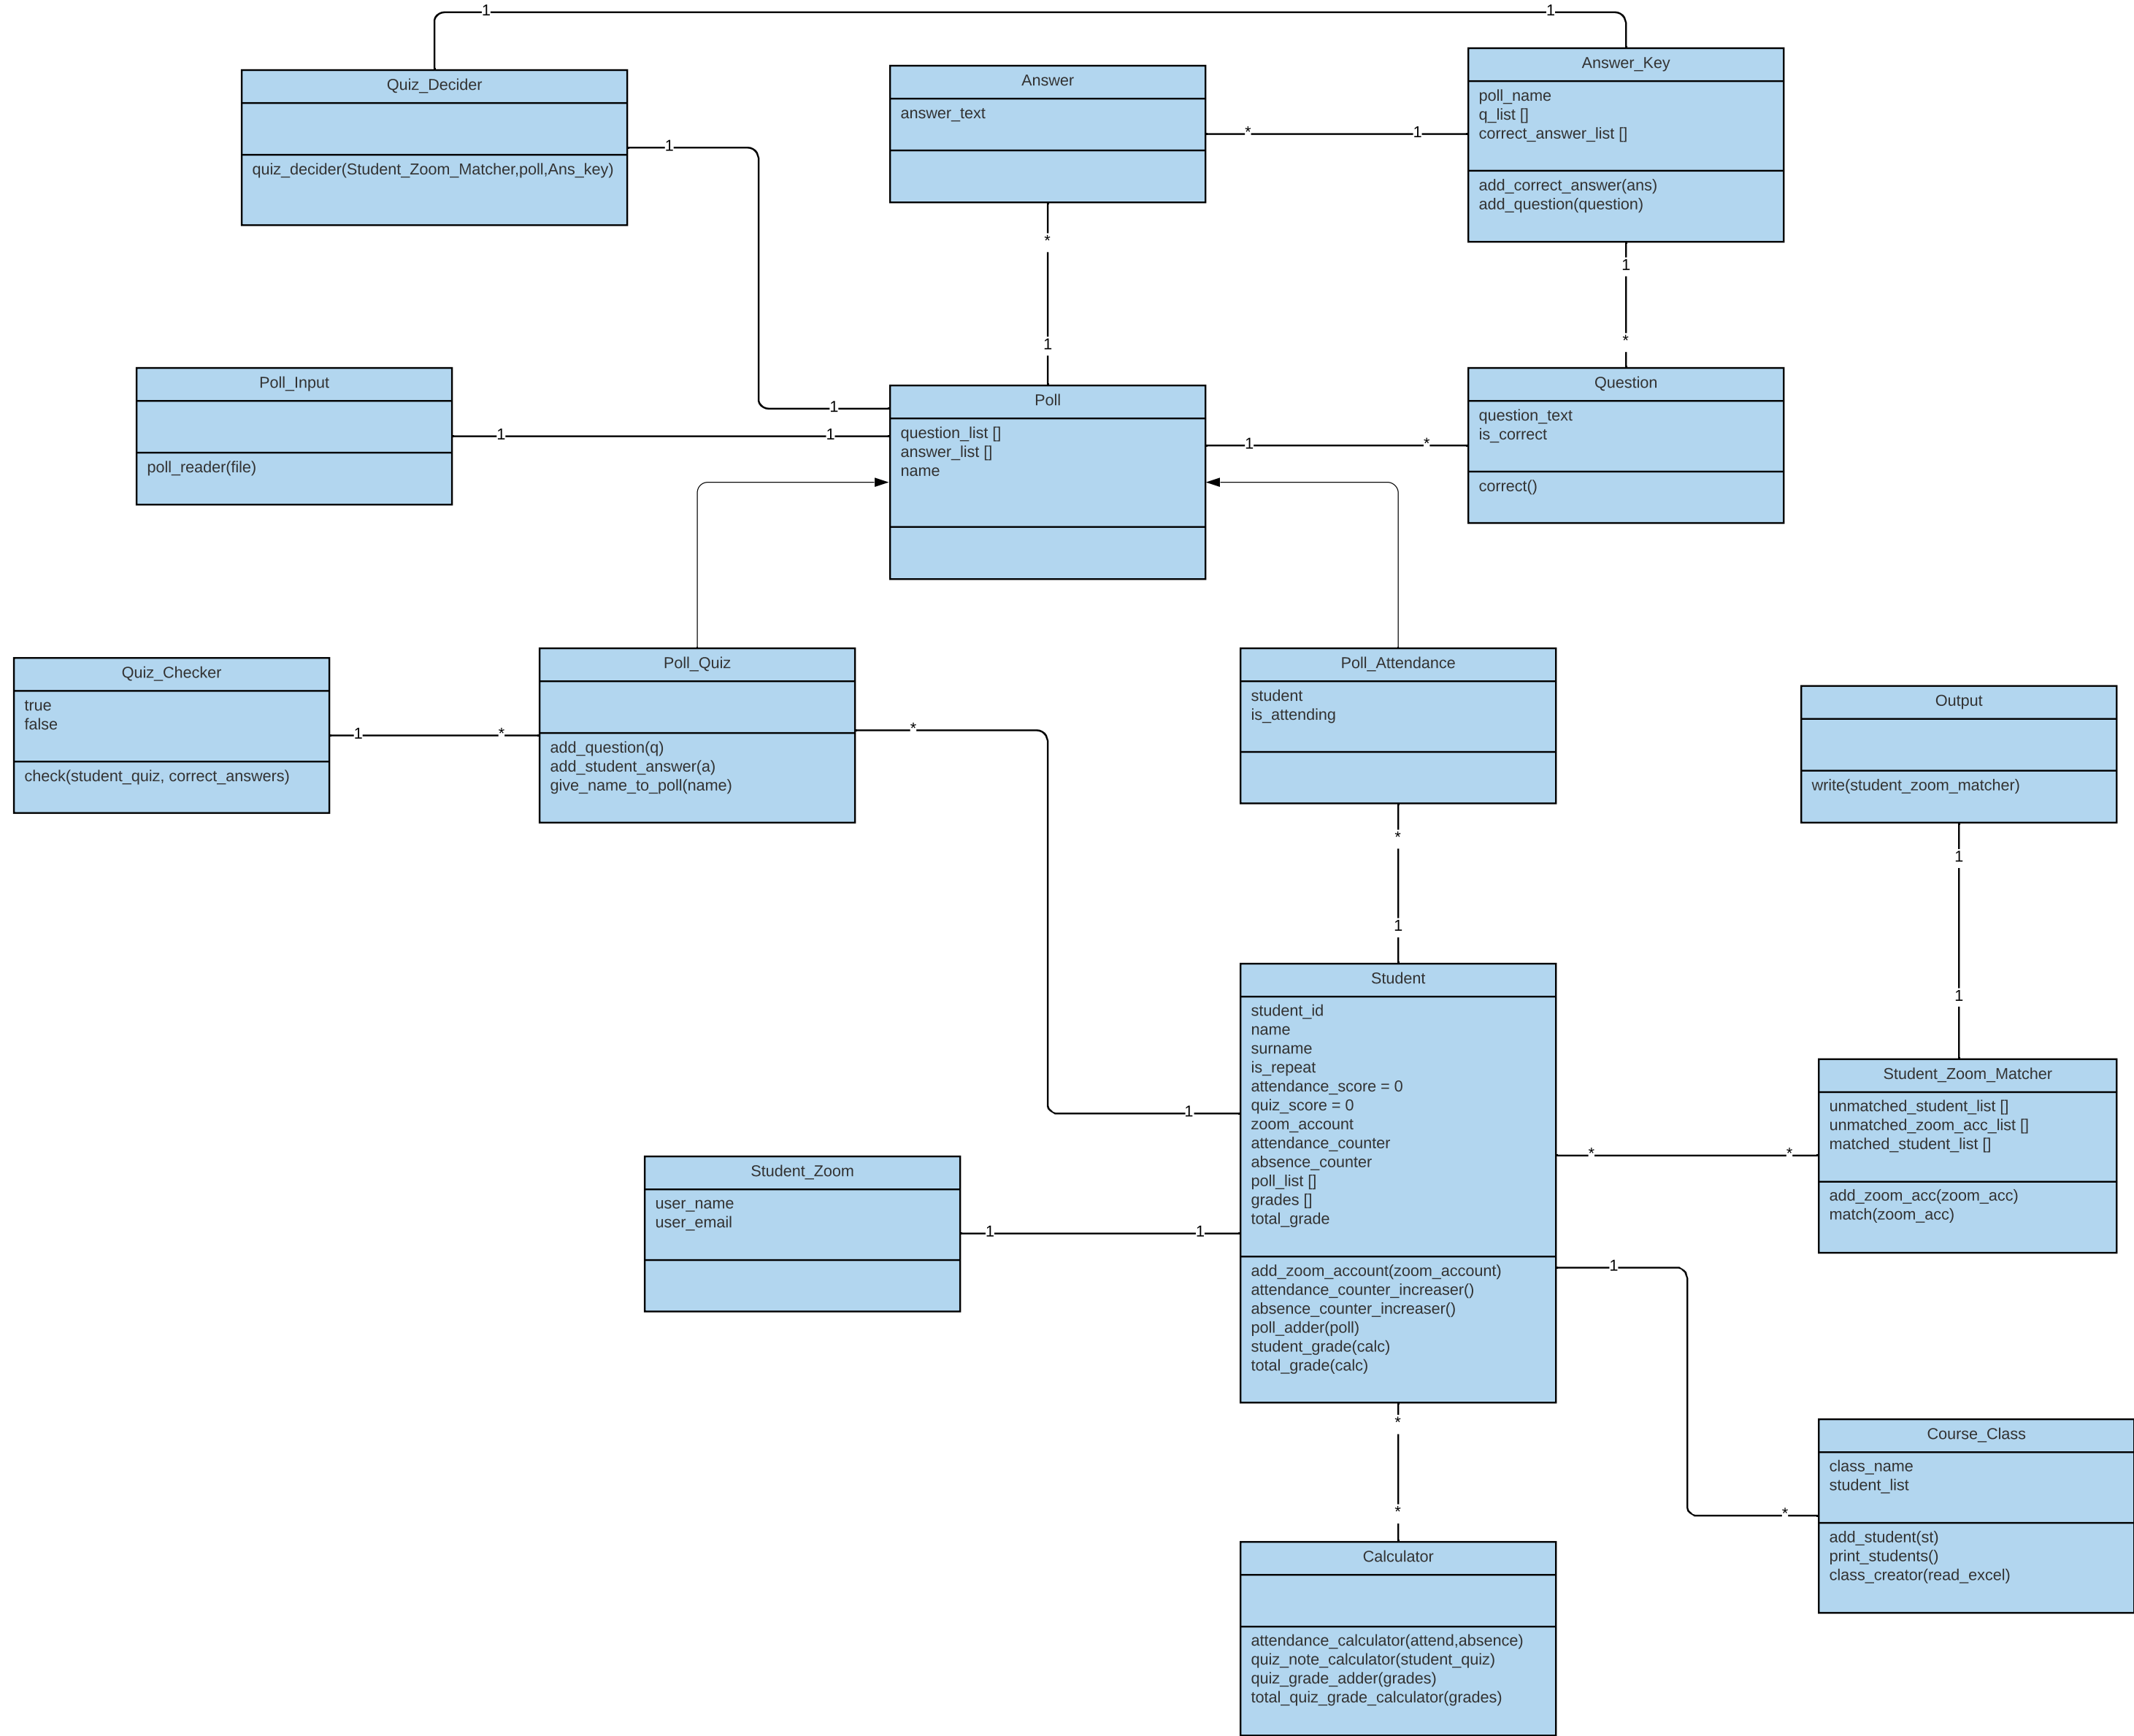 1
1
Quiz_Decider
quiz_decider(Student_Zoom_Matcher,poll,Ans_key)
1
1
Answer
answer_text
*
1
*
1
Answer_Key
poll_name
q_list []
correct_answer_list []
add_correct_answer(ans)
add_question(question)
1
*
Poll_Input
poll_reader(file)
1
1
Poll
question_list []
answer_list []
name
1
*
Question
question_text
is_correct
correct()
Quiz_Checker
true
false
check(student_quiz, correct_answers)
1
*
Poll_Quiz
add_question(q)
add_student_answer(a)
give_name_to_poll(name)
*
1
Poll_Attendance
student
is_attending
*
1
Output
write(student_zoom_matcher)
1
1
Student
student_id
name
surname
is_repeat
attendance_score = 0
quiz_score = 0
zoom_account
attendance_counter
absence_counter
poll_list []
grades []
total_grade
add_zoom_account(zoom_account)
attendance_counter_increaser()
absence_counter_increaser()
poll_adder(poll)
student_grade(calc)
total_grade(calc)
*
*
Student_Zoom_Matcher
unmatched_student_list []
unmatched_zoom_acc_list []
matched_student_list []
add_zoom_acc(zoom_acc)
match(zoom_acc)
Student_Zoom
user_name
user_email
1
1
1
*
Course_Class
class_name
student_list
add_student(st)
print_students()
class_creator(read_excel)
*
*
Calculator
attendance_calculator(attend,absence)
quiz_note_calculator(student_quiz)
quiz_grade_adder(grades)
total_quiz_grade_calculator(grades)